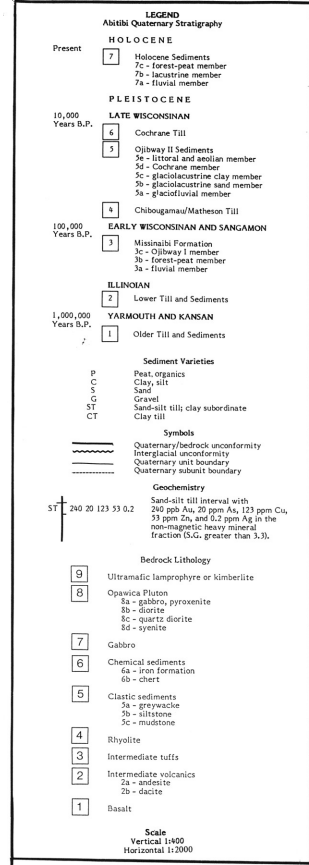 LEGEND
Abitibi Quaternary Stratigraphy
HOLOCENE
Present
7 Holocene Sediments
7c - forest-peat member
7b - lacustrine member
7a - fluvial member
PLEISTOCENE
10,000 LATE WISCONSINAN
Years B.P.
6 Cochrane Till
5 Ojibway II Sediments
5e - littoral and aeolian member
5d - Cochrane member
5c - glaciolacustrine clay member
5b - glaciolacustrine sand member
5a - glaciofluvial member
4 Chibougamau/Matheson Till
100,000 EARLY WISCONSINAN AND SANGAMON
Years B.P.
3 Missinaibi Formation
3c - Ojibway I member
3b - forest-peat member
3a - fluvial member
ILLINOIAN
2 Lower Till and Sediments
1,000,000 YARMOUTH AND KANSAN
Years B.P.
1 Older Till and Sediments
Sediment Varieties
P Peat, organics
C Clay, silt
S Sand
G Gravel
ST Sand-silt till; clay subordinate
CT Clay till
Symbols
Quaternary/bedrock unconformity
Interglacial unconformity
Quaternary unit boundary
Quaternary subunit boundary
Geochemistry
ST 240 20 123 53 0.2 Sand-silt till interval with
240 ppb Au, 20 ppm As, 123 ppm Cu,
53 ppm Zn, and 0.2 ppm Ag in the
non-magnetic heavy mineral
fraction (S.G. greater than 3.3).
Bedrock Lithology
9 Ultramafic lamprophyre or kimberlite
8 Opawica Pluton
8a - gabbro, pyroxenite
8b - diorite
8c - quartz diorite
8d - syenite
7 Gabbro
6 Chemical sediments
6a - iron formation
6b - chert
5 Clastic sediments
5a - greywacke
5b - siltstone
5c - mudstone
4 Rhyolite
3 Intermediate tuffs
2 Intermediate volcanics
2a - andesite
2b - dacite
1 Basalt
Scale
Vertical 1:400
Horizontal 1:2000